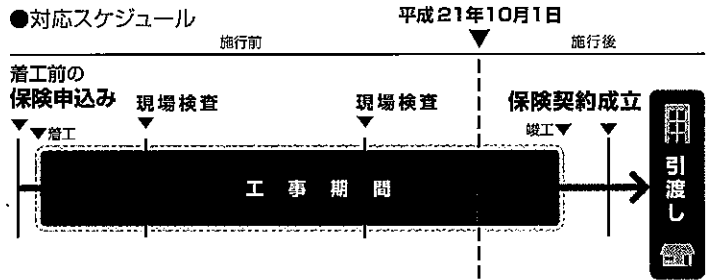 ●対応スケジュール
平成21年10月1日
▼
施行前
施行後
着工前の
保険申込み
現場検査
現場検査
保険契約成立
▼
▼着工
▼
▼
竣工▼
▼
工事期間
引渡し